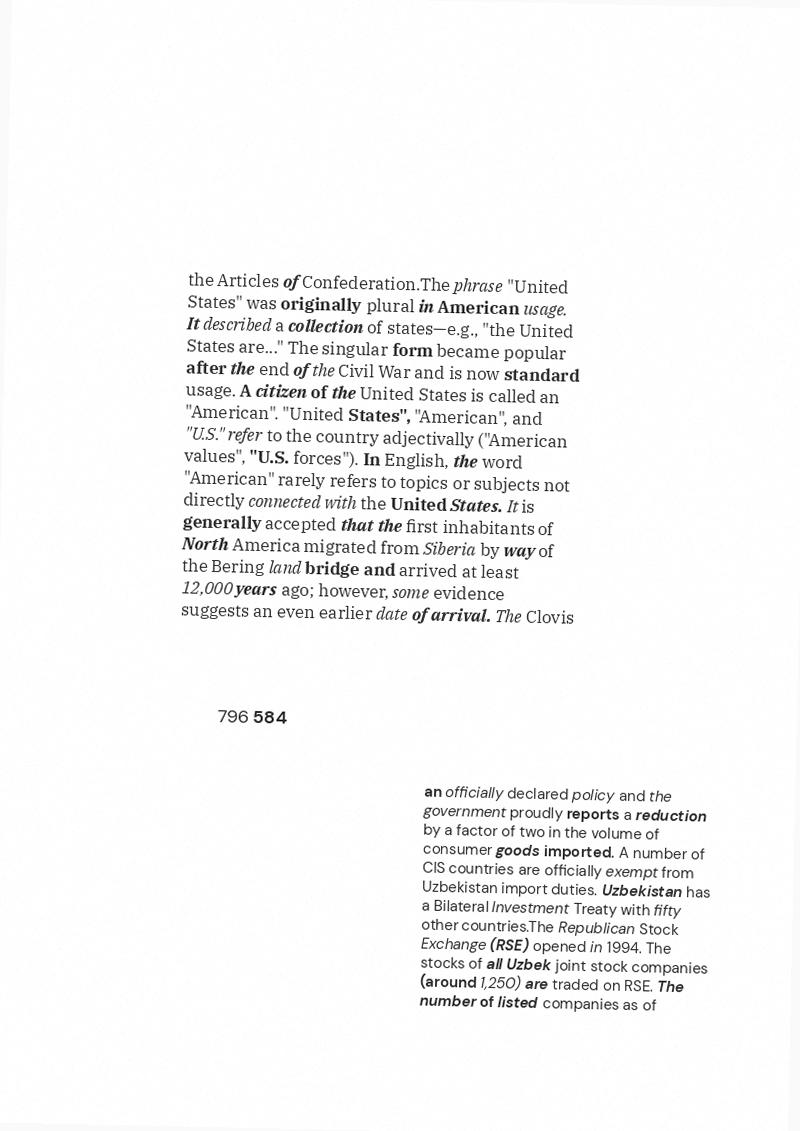 the Articles of Confederation.The phrase "United
States" was originally plural in American usage.
It described a collection of states—e.g., "the United
States are..." The singular form became popular
after the end of the Civil War and is now standard
usage. A citizen of the United States is called an
"American". "United States", "American", and
"U.S." refer to the country adjectivally ("American
values", "U.S. forces"). In English, the word
"American" rarely refers to topics or subjects not
directly connected with the United States. It is
generally accepted that the first inhabitants of
North America migrated from Siberia by way of
the Bering land bridge and arrived at least
12,000 years ago; however, some evidence
suggests an even earlier date of arrival. The Clovis
796 584
an officially declared policy and the
government proudly reports a reduction
by a factor of two in the volume of
consumer goods imported. A number of
CIS countries are officially exempt from
Uzbekistan import duties. Uzbekistan has
a Bilateral Investment Treaty with fifty
other countries.The Republican Stock
Exchange (RSE) opened in 1994. The
stocks of all Uzbek joint stock companies
(around 1,250) are traded on RSE. The
number of listed companies as of